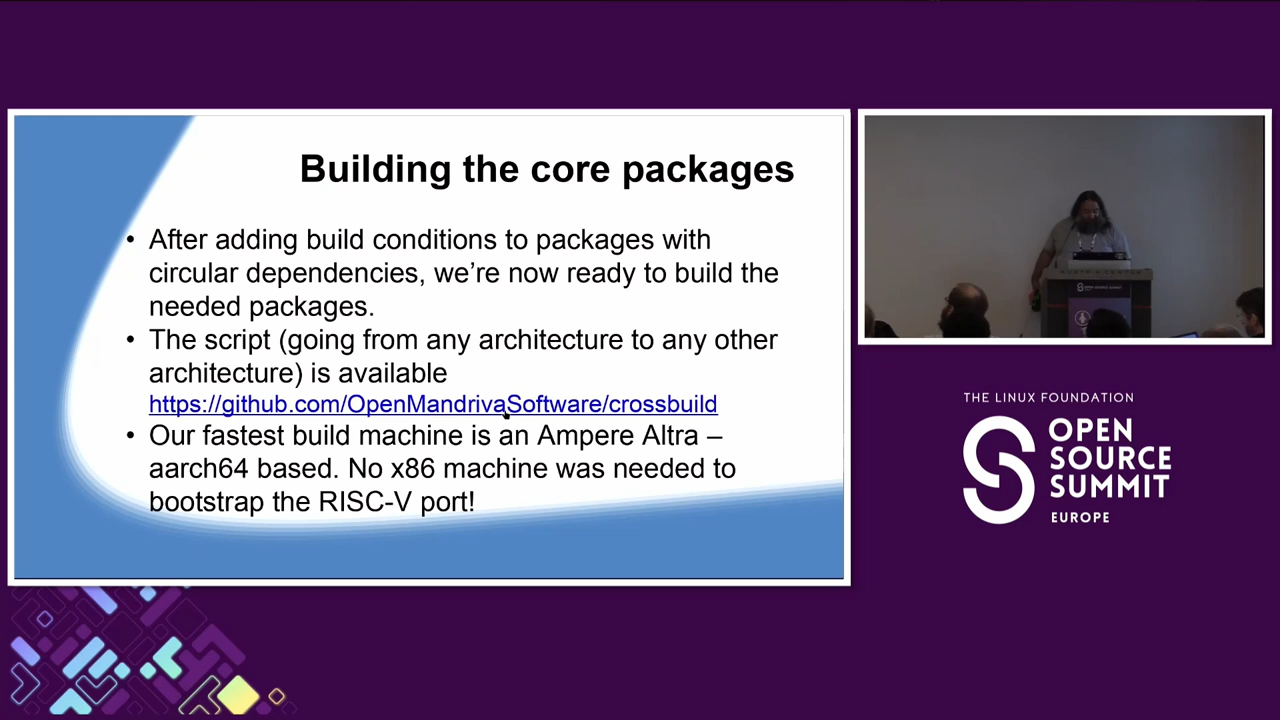 Building the core packages
• After adding build conditions to packages with
circular dependencies, we’re now ready to build the
needed packages.
• The script (going from any architecture to any other
architecture) is available
https://github.com/OpenMandrivaSoftware/crossbuild
• Our fastest build machine is an Ampere Altra –
aarch64 based. No x86 machine was needed to
bootstrap the RISC-V port!
OPEN SOURCE SUMMIT
THE LINUX FOUNDATION
OPEN
SOURCE
SUMMIT
EUROPE